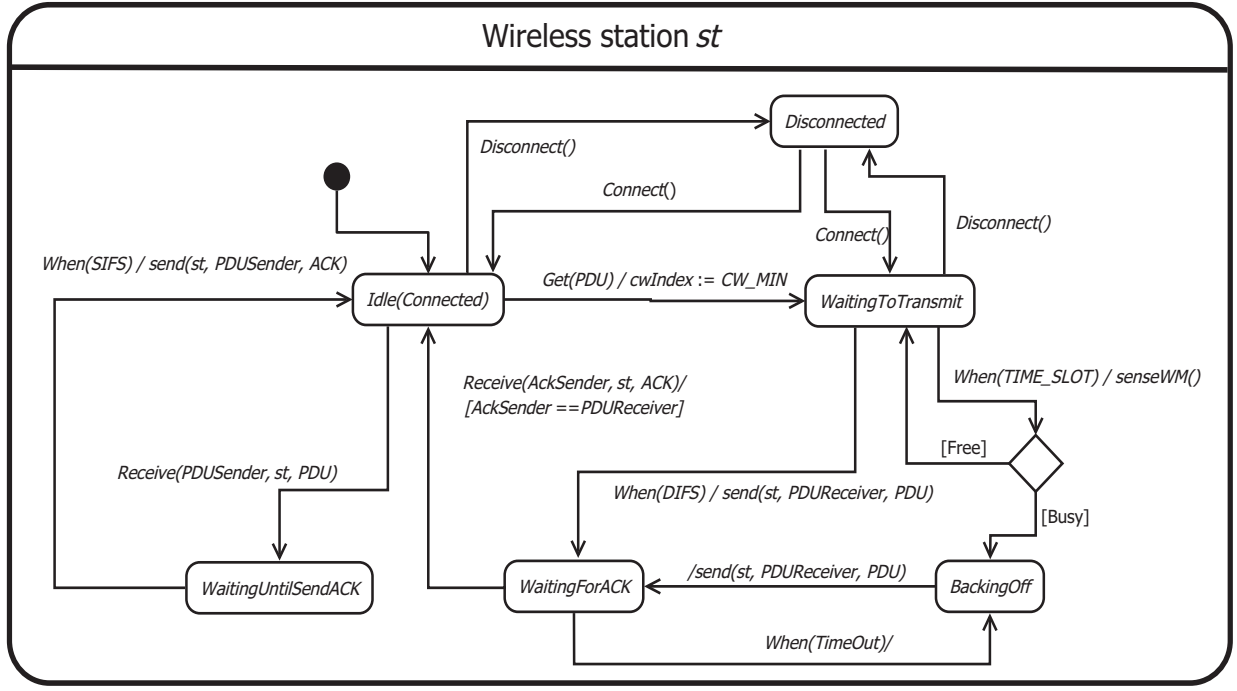 Wireless station st
Disconnected
Disconnect()
Connect()
Connect()
Disconnect()
When(SIFS) / send(st, PDUSender, ACK)
Get(PDU) / cwIndex := CW_MIN
Idle(Connected)
WaitingToTransmit
When(TIME_SLOT) / senseWM()
Receive(AckSender, st, ACK)/
[AckSender ==PDUReceiver]
[Free]
Receive(PDUSender, st, PDU)
When(DIFS) / send(st, PDUReceiver, PDU)
[Busy]
/send(st, PDUReceiver, PDU)
WaitingUntilSendACK
WaitingForACK
BackingOff
When(TimeOut)/